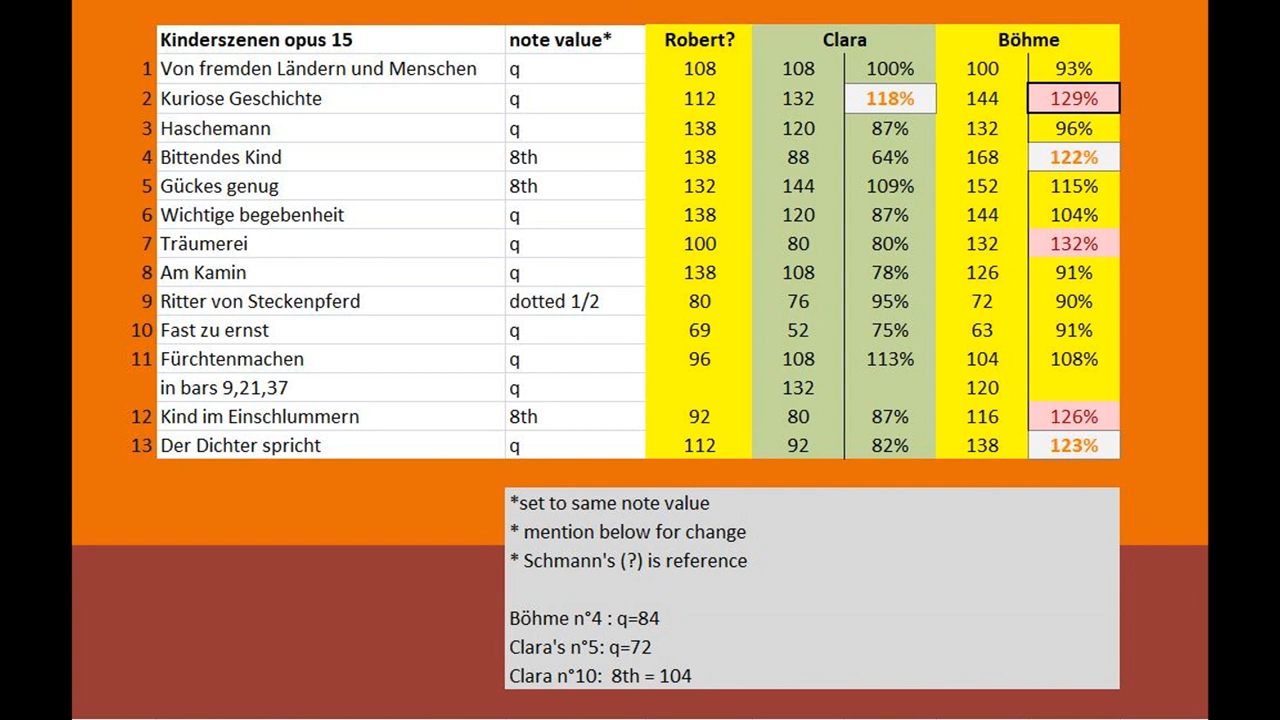 Kinderszenen opus 15 note value* Robert? Clara Böhme
1 Von fremden Ländern und Menschen q 108 108 100% 100 93%
2 Kuriose Geschichte q 112 132 118% 144 129%
3 Haschemann q 138 120 87% 132 96%
4 Bittendes Kind 8th 138 88 64% 168 122%
5 Gückes genug 8th 132 144 109% 152 115%
6 Wichtige begebenheit q 138 120 87% 144 104%
7 Träumerei q 100 80 80% 132 132%
8 Am Kamin q 138 108 78% 126 91%
9 Ritter von Steckenpferd dotted 1/2 80 76 95% 72 90%
10 Fast zu ernst q 69 52 75% 63 91%
11 Fürchtenmachen q 96 108 113% 104 108%
in bars 9,21,37 q 132 120
12 Kind im Einschlummern 8th 92 80 87% 116 126%
13 Der Dichter spricht q 112 92 82% 138 123%
*set to same note value
* mention below for change
* Schmann's (?) is reference
Böhme n°4 : q=84
Clara's n°5: q=72
Clara n°10: 8th = 104